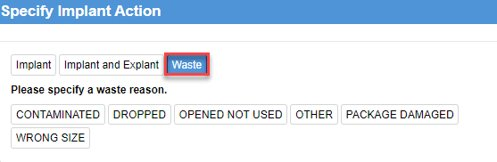 Specify Implant Action
Implant Implant and Explant Waste
Please specify a waste reason.
CONTAMINATED DROPPED OPENED NOT USED OTHER PACKAGE DAMAGED
WRONG SIZE